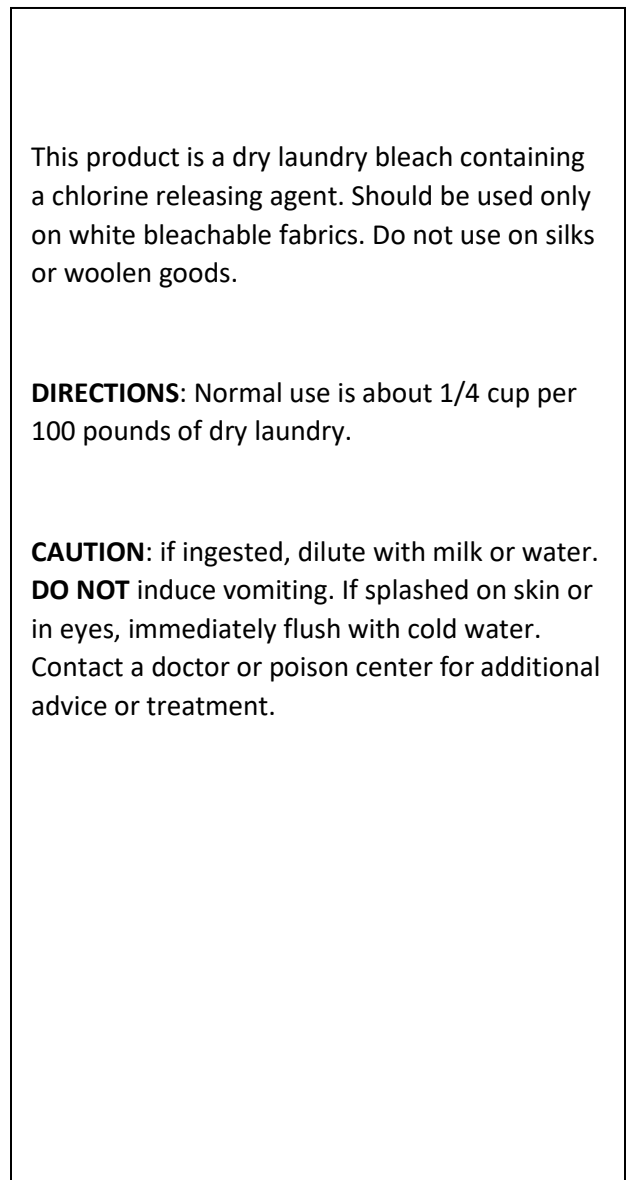 This product is a dry laundry bleach containing
a chlorine releasing agent. Should be used only
on white bleachable fabrics. Do not use on silks
or woolen goods.
DIRECTIONS: Normal use is about 1/4 cup per
100 pounds of dry laundry.
CAUTION: if ingested, dilute with milk or water.
DO NOT induce vomiting. If splashed on skin or
in eyes, immediately flush with cold water.
Contact a doctor or poison center for additional
advice or treatment.